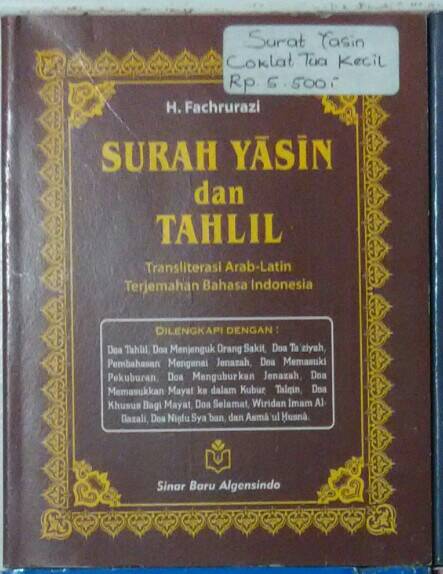 Surat Yasin
Coklat Tua Kecil
Rp. 5.500,-
H. Fachrurazi
SURAH YĀSĪN
dan
TAHLIL
Transliterasi Arab-Latin
Terjemahan Bahasa Indonesia
DILENGKAPI DENGAN :
Doa Tahlil, Doa Menjenguk Orang Sakit, Doa Ta'ziyah,
Pembahasan Mengenai Jenazah, Doa Memasuki
Pekuburan, Doa Menguburkan Jenazah, Doa
Memasukkan Mayat ke dalam Kubur, Talqin, Doa
Khusus Bagi Mayat, Doa Selamat, Wiridan Imam Al-
Gazali, Doa Niṣfu Sya'ban, dan Asmā'ul Ḥusnā.
Sinar Baru Algensindo